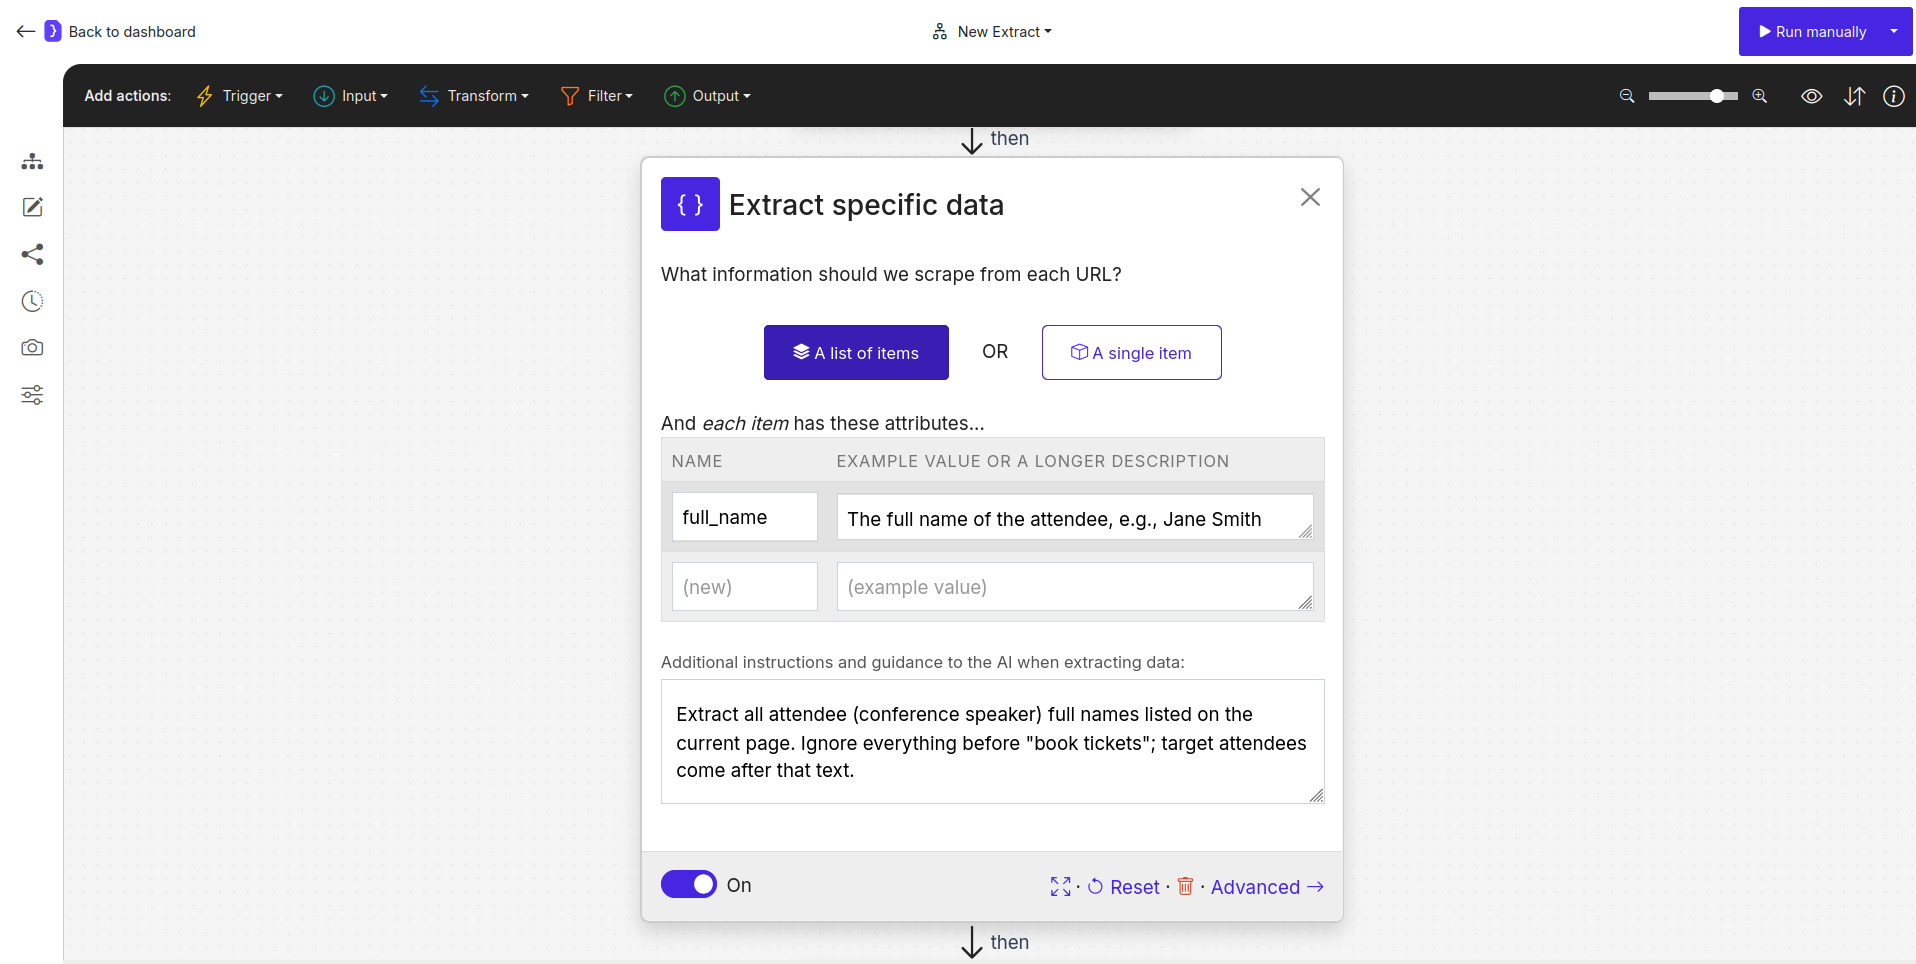 Back to dashboard
New Extract
Run manually
Add actions:
Trigger
Input
Transform
Filter
Output
then
{ } Extract specific data
What information should we scrape from each URL?
A list of items
OR
A single item
And each item has these attributes...
NAME
EXAMPLE VALUE OR A LONGER DESCRIPTION
full_name
The full name of the attendee, e.g., Jane Smith
(new)
(example value)
Additional instructions and guidance to the AI when extracting data:
Extract all attendee (conference speaker) full names listed on the
current page. Ignore everything before "book tickets"; target attendees
come after that text.
On
· Reset · · Advanced
then